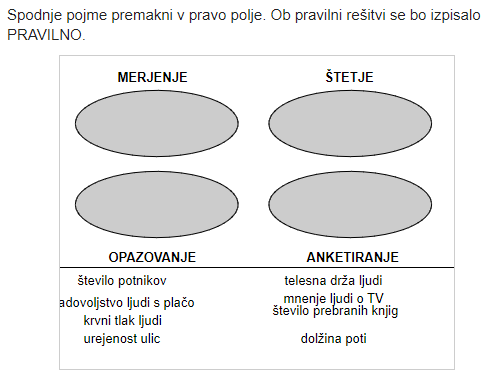 Spodnje pojme premakni v pravo polje. Ob pravilni rešitvi se bo izpisalo
PRAVILNO.
MERJENJE
ŠTETJE
OPAZOVANJE
ANKETIRANJE
število potnikov
telesna drža ljudi
adovoljstvo ljudi s plačo
mnenje ljudi o TV
število prebranih knjig
krvni tlak ljudi
urejenost ulic
dolžina poti